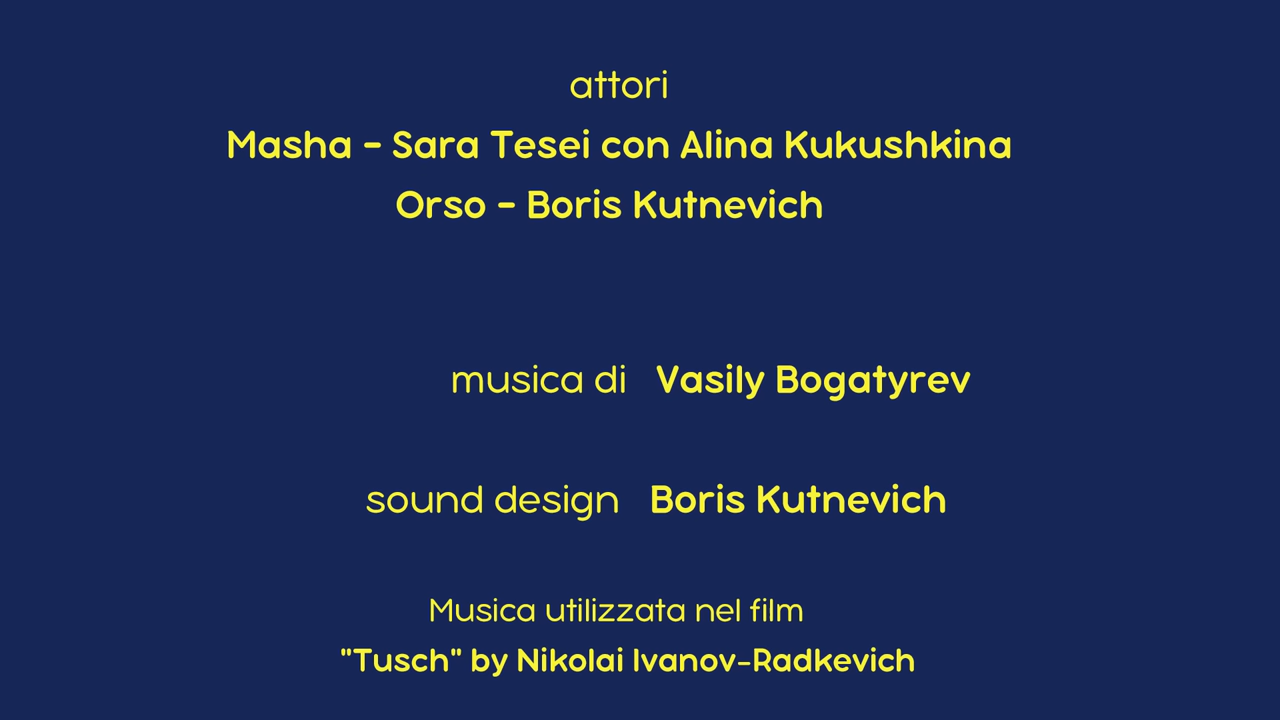 attori
Masha - Sara Tesei con Alina Kukushkina
Orso - Boris Kutnevich
musica di Vasily Bogatyrev
sound design Boris Kutnevich
Musica utilizzata nel film
"Tusch" by Nikolai Ivanov-Radkevich